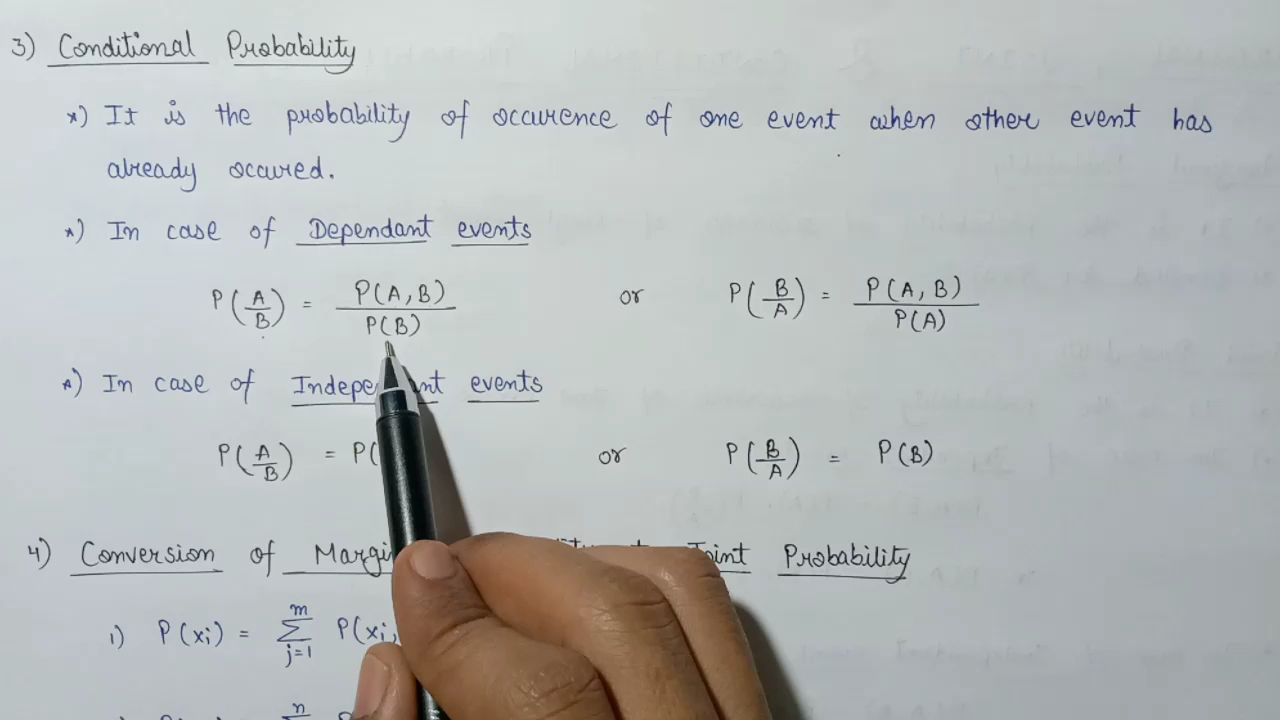 3) Conditional Probability
*) It is the probability of occurence of one event when other event has
already occured.
*) In case of Dependant events
P(A/B) = P(A,B)/P(B) or P(B/A) = P(A,B)/P(A)
*) In case of events
P(A/B) = P( or P(B/A) = P(B)
4) Conversion of Joint Probability
1) P(xi) = m Σ j=1 P(xi,
n